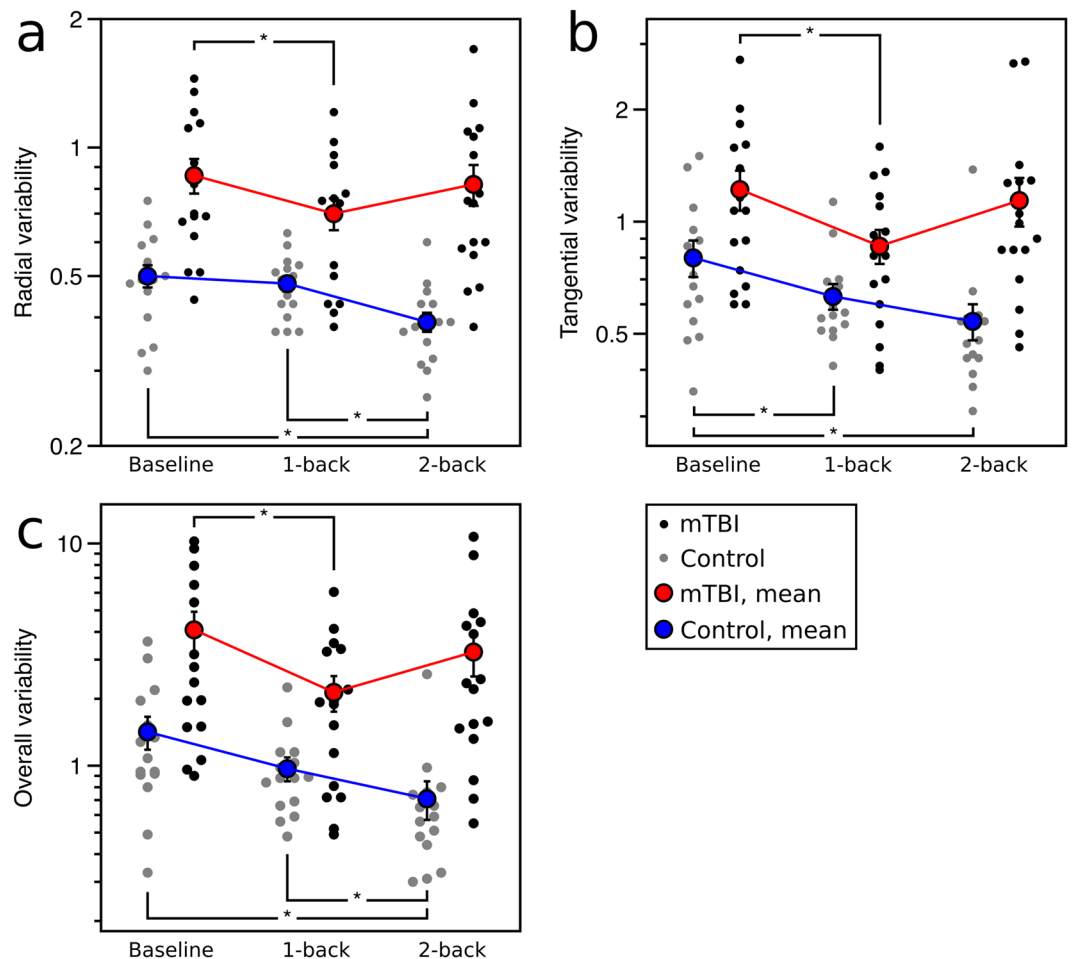 a
Radial variability
2
1
0.5
0.2
*
*
*
Baseline 1-back 2-back
b
Tangential variability
2
1
0.5
*
*
*
Baseline 1-back 2-back
c
Overall variability
10
1
*
*
*
Baseline 1-back 2-back
mTBI
Control
mTBI, mean
Control, mean